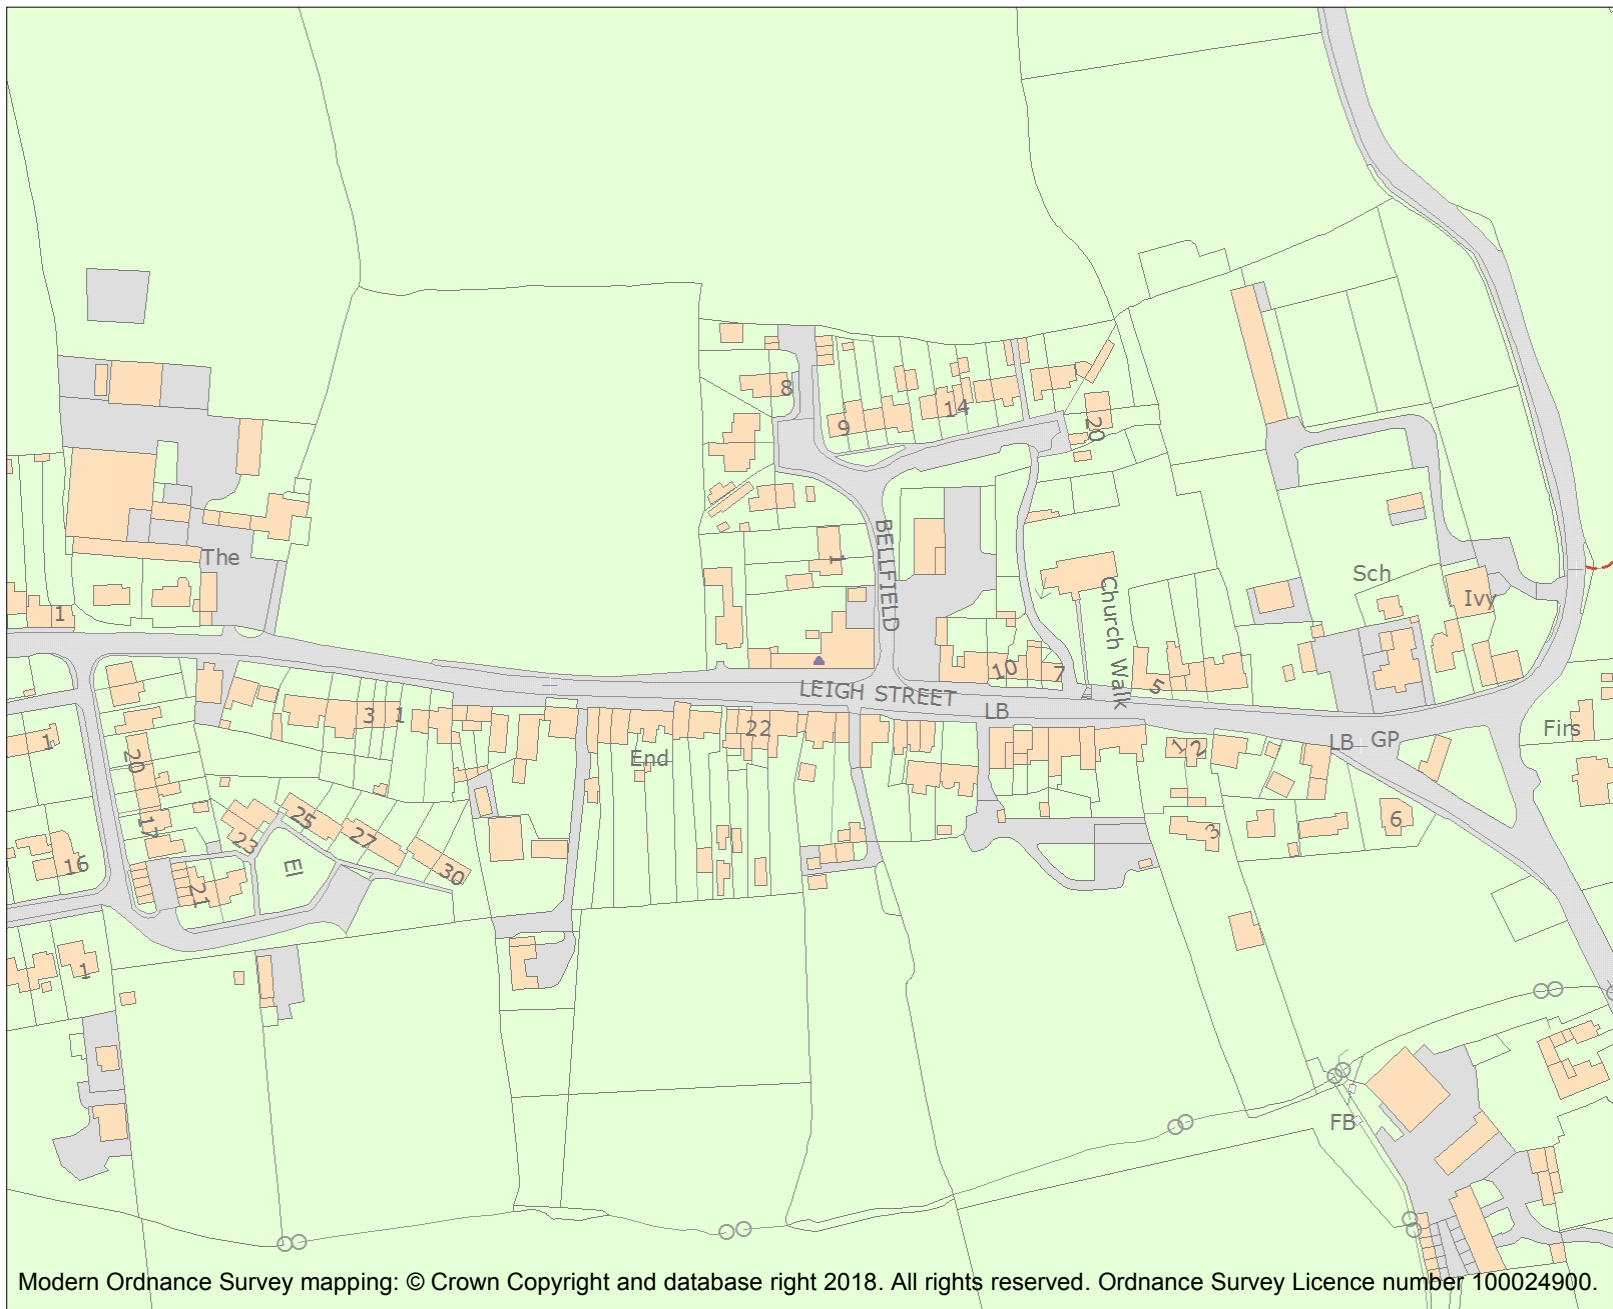 8
14
9
20
BELLFIELD
1
The
Sch
Ivy
Church Walk
1
10
7
5
LEIGH STREET
LB
3
1
22
End
1
2
LB
GP
Firs
1
20
25
27
17
23
3
6
16
El
30
21
1
FB
Modern Ordnance Survey mapping: © Crown Copyright and database right 2018. All rights reserved. Ordnance Survey Licence number 100024900.